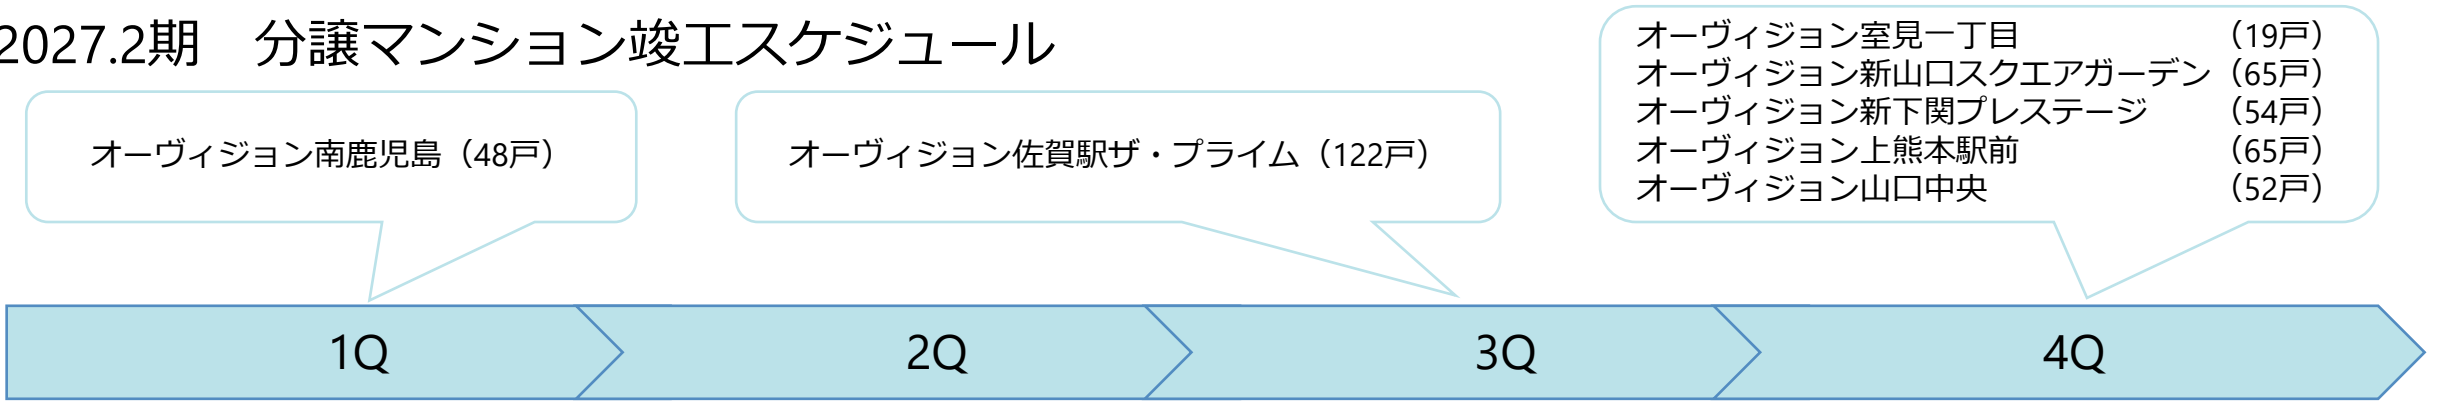 2027.2期　分譲マンション竣工スケジュール
オーヴィジョン南鹿児島（48戸）
オーヴィジョン佐賀駅ザ・プライム（122戸）
オーヴィジョン室見一丁目　（19戸）
オーヴィジョン新山口スクエアガーデン（65戸）
オーヴィジョン新下関プレステージ　（54戸）
オーヴィジョン上熊本駅前　（65戸）
オーヴィジョン山口中央　（52戸）
1Q
2Q
3Q
4Q